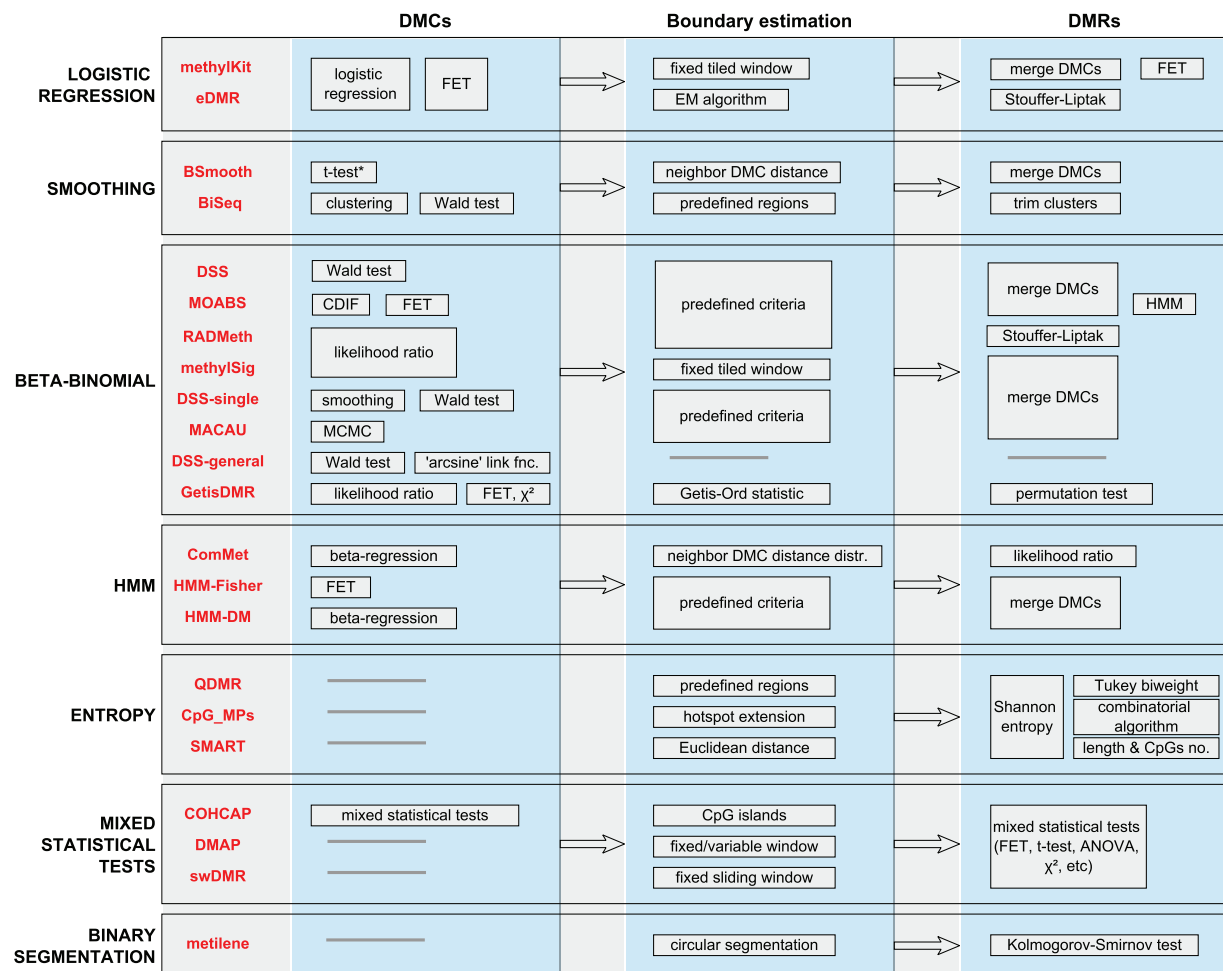 DMCs Boundary estimation DMRs
LOGISTIC
REGRESSION
methylKit
eDMR
logistic
regression
FET
fixed tiled window
EM algorithm
merge DMCs FET
Stouffer-Liptak
SMOOTHING
BSmooth t-test* neighbor DMC distance merge DMCs
BiSeq clustering Wald test predefined regions trim clusters
BETA-BINOMIAL
DSS Wald test
MOABS CDIF FET
predefined criteria
merge DMCs
HMM
RADMeth
methylSig
likelihood ratio
Stouffer-Liptak
fixed tiled window
DSS-single smoothing Wald test
MACAU MCMC
predefined criteria
merge DMCs
DSS-general Wald test 'arcsine' link fnc.
GetisDMR likelihood ratio FET, χ² Getis-Ord statistic permutation test
HMM
ComMet beta-regression neighbor DMC distance distr. likelihood ratio
HMM-Fisher FET
HMM-DM beta-regression
predefined criteria
merge DMCs
ENTROPY
QDMR predefined regions
CpG_MPs hotspot extension
SMART Euclidean distance
Shannon
entropy
Tukey biweight
combinatorial
algorithm
length & CpGs no.
MIXED
STATISTICAL
TESTS
COHCAP mixed statistical tests CpG islands
DMAP fixed/variable window
swDMR fixed sliding window
mixed statistical tests
(FET, t-test, ANOVA,
χ², etc)
BINARY
SEGMENTATION
metilene circular segmentation Kolmogorov-Smirnov test